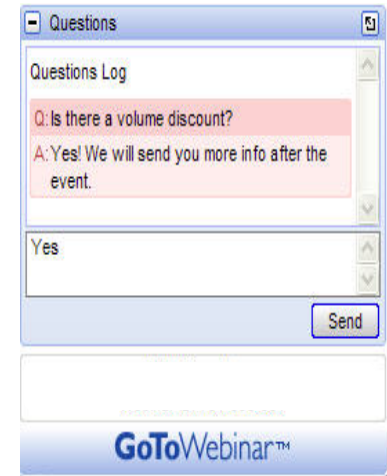 Questions
Questions Log
Q: Is there a volume discount?
A: Yes! We will send you more info after the
event.
Yes
Send
GoToWebinar™